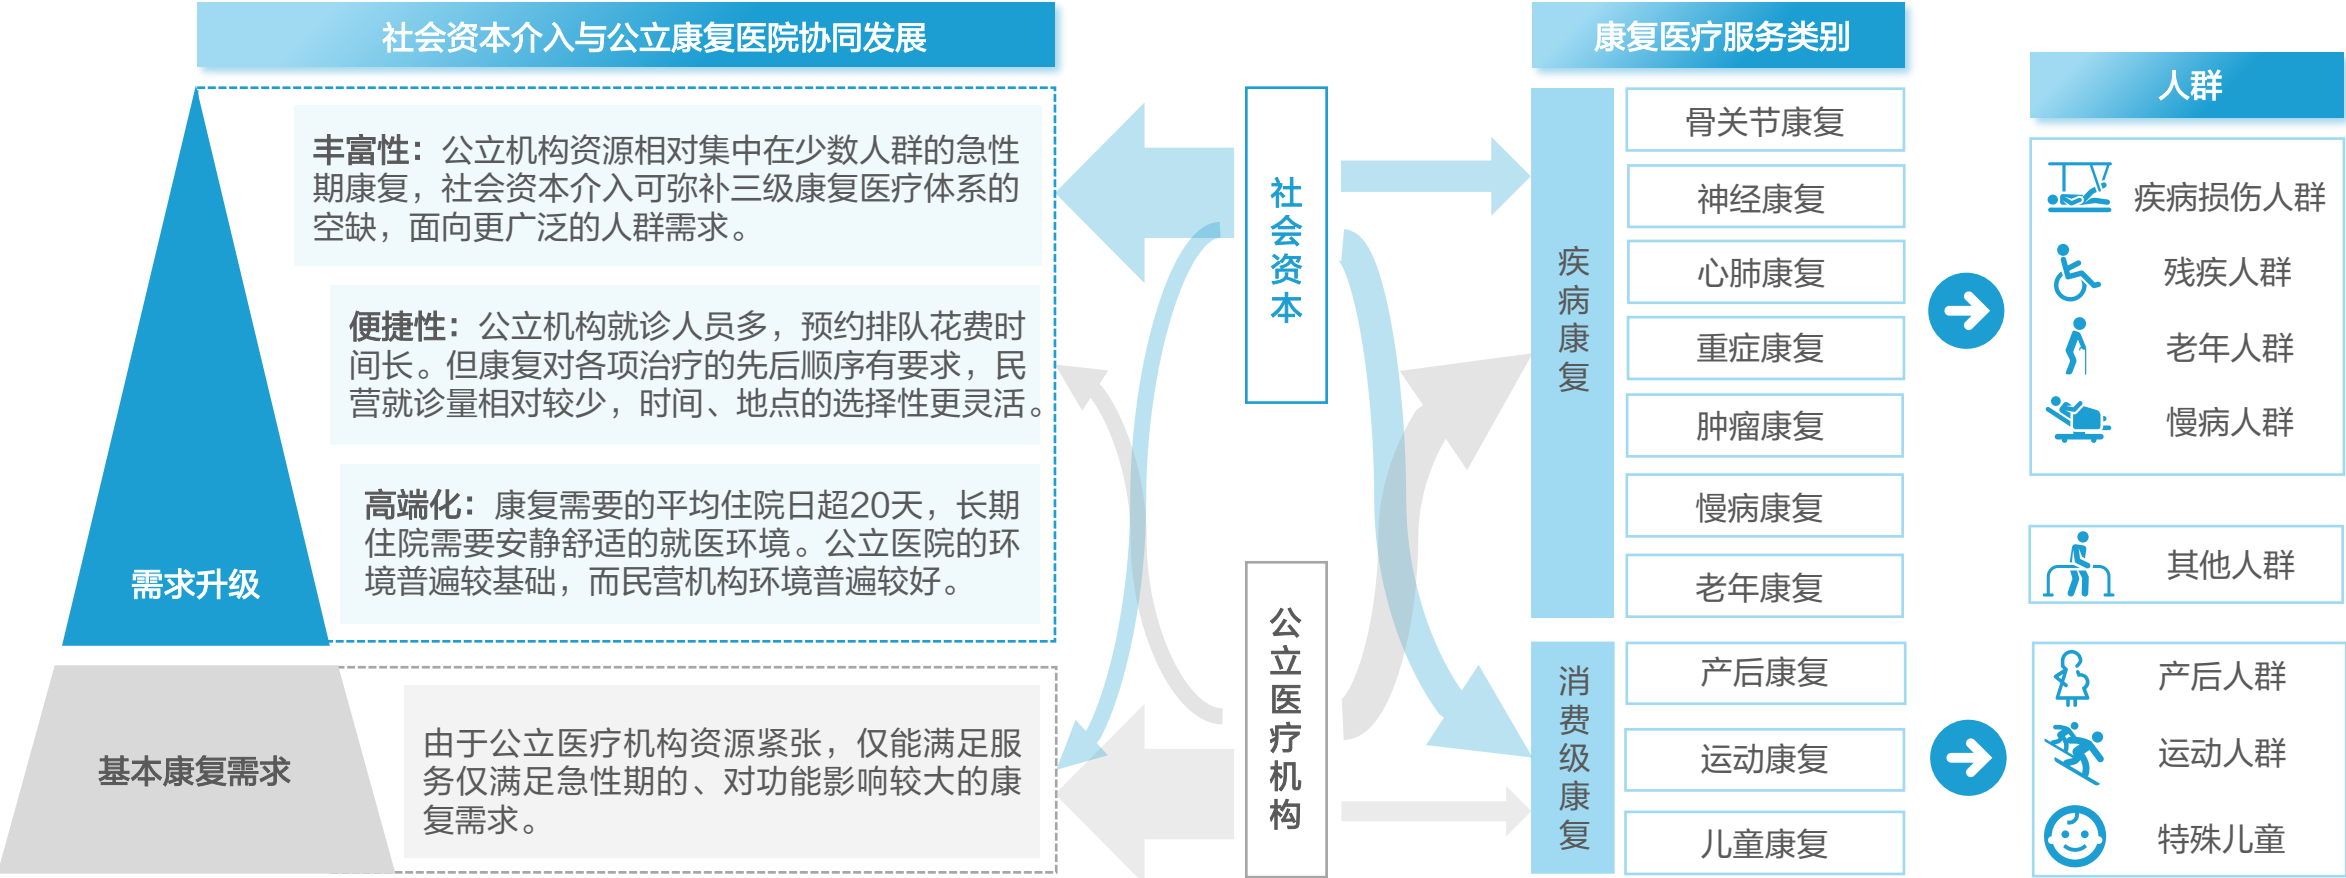 社会资本介入与公立康复医院协同发展
丰富性：公立机构资源相对集中在少数人群的急性
期康复，社会资本介入可弥补三级康复医疗体系的
空缺，面向更广泛的人群需求。
便捷性：公立机构就诊人员多，预约排队花费时
间长。但康复对各项治疗的先后顺序有要求，民
营就诊量相对较少，时间、地点的选择性更灵活。
高端化：康复需要的平均住院日超20天，长期
住院需要安静舒适的就医环境。公立医院的环
境普遍较基础，而民营机构环境普遍较好。
需求升级
基本康复需求
由于公立医疗机构资源紧张，仅能满足服
务仅满足急性期的、对功能影响较大的康
复需求。
社会资本
公立医疗机构
康复医疗服务类别
疾病康复
骨关节康复
神经康复
心肺康复
重症康复
肿瘤康复
慢病康复
老年康复
消费级康复
产后康复
运动康复
儿童康复
人群
疾病损伤人群
残疾人群
老年人群
慢病人群
其他人群
产后人群
运动人群
特殊儿童